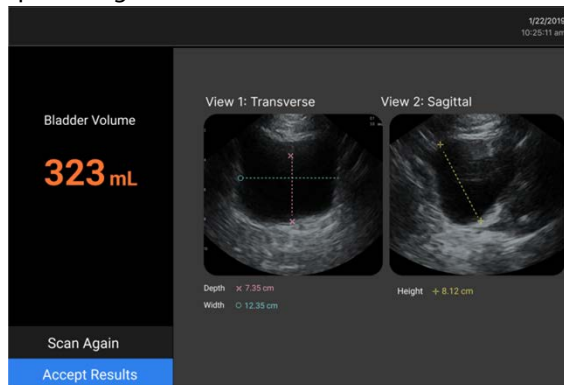 1/22/2019
10:25:11 am
Bladder Volume
323 mL
View 1: Transverse
View 2: Sagittal
Depth × 7.35 cm
Width ○ 12.35 cm
Height + 8.12 cm
Scan Again
Accept Results